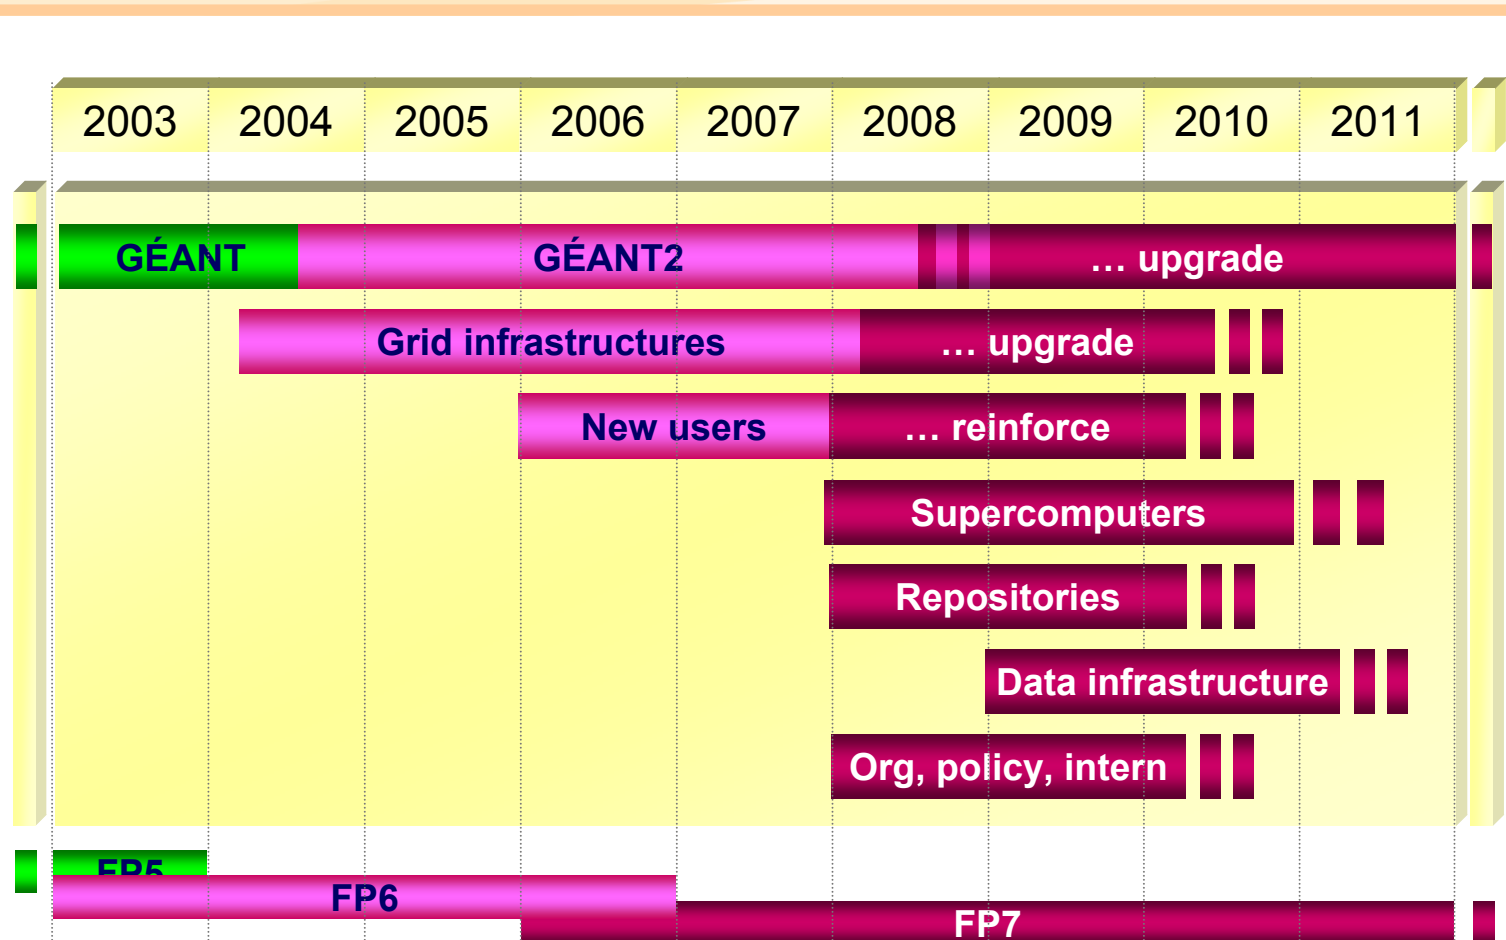 2003 2004 2005 2006 2007 2008 2009 2010 2011
GÉANT GÉANT2 … upgrade
Grid infrastructures … upgrade
New users … reinforce
Supercomputers
Repositories
Data infrastructure
Org, policy, intern
FP5
FP6
FP7